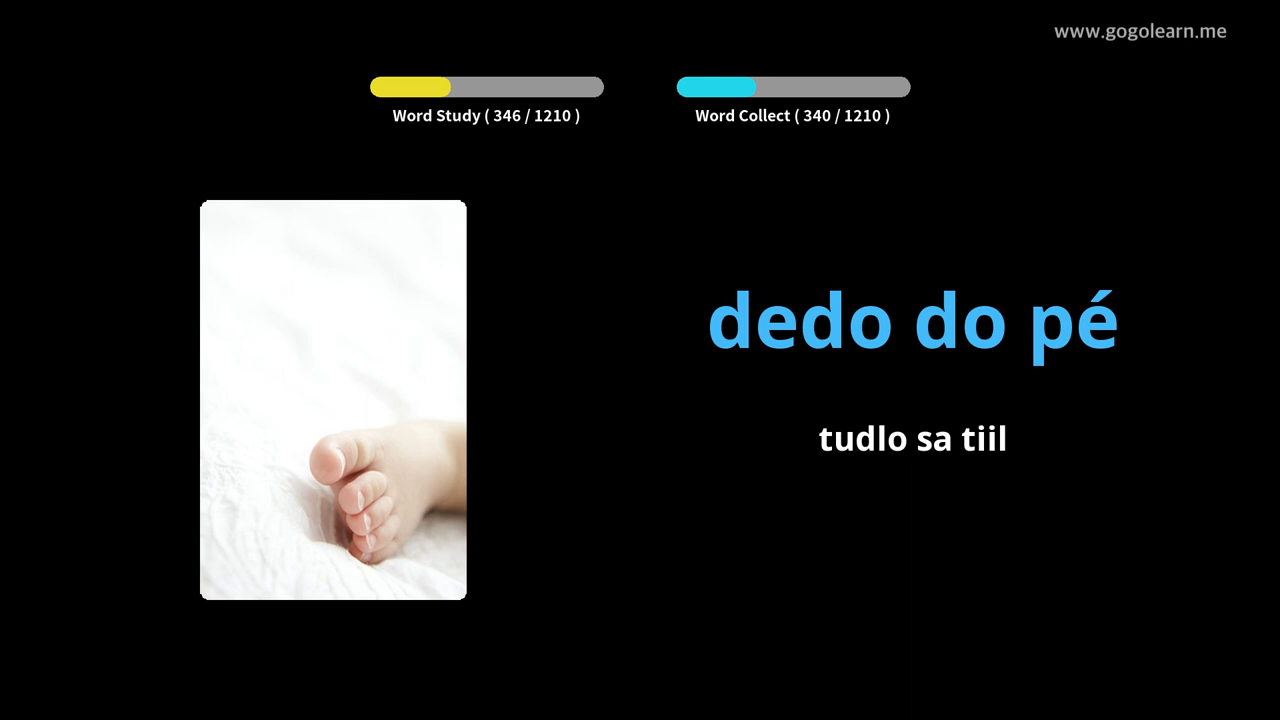 www.gogolearn.me
Word Study ( 346 / 1210 )
Word Collect ( 340 / 1210 )
dedo do pé
tudlo sa tiil